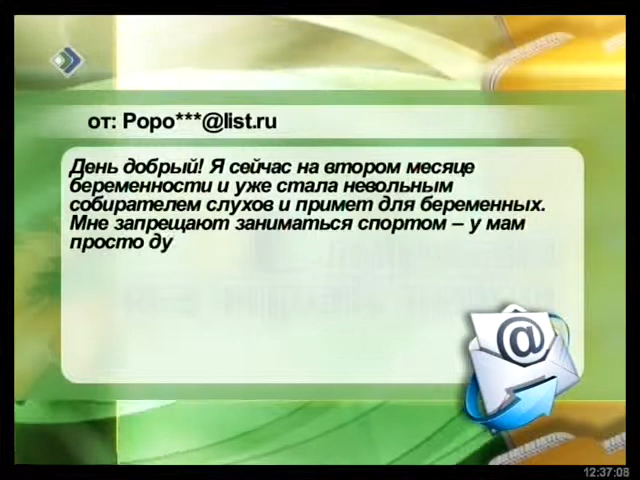 от: Popo***@list.ru
День добрый! Я сейчас на втором месяце
беременности и уже стала невольным
собирателем слухов и примет для беременных.
Мне запрещают заниматься спортом – у мам
просто ду
@
12:37:08